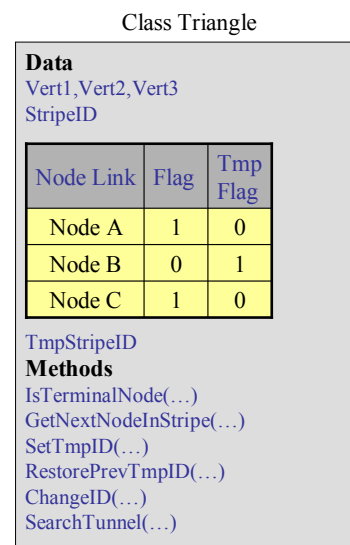 Class Triangle
Data
Vert1,Vert2,Vert3
StripeID
Node Link Flag Tmp Flag
Node A 1 0
Node B 0 1
Node C 1 0
TmpStripeID
Methods
IsTerminalNode(…)
GetNextNodeInStripe(…)
SetTmpID(…)
RestorePrevTmpID(…)
ChangeID(…)
SearchTunnel(…)